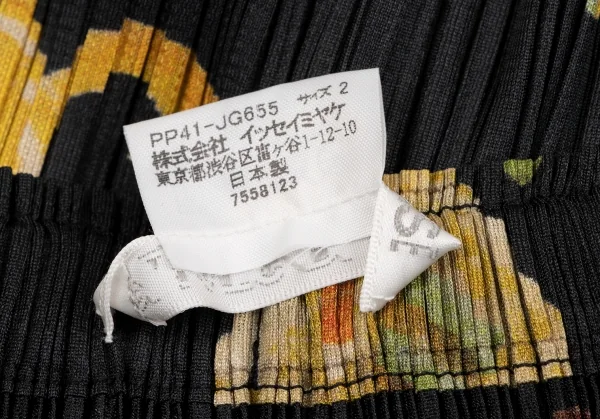 PP41-JG655 サイズ 2
株式会社 イッセイミヤケ
東京都渋谷区富ヶ谷1-12-10
日本製
7558123
SE